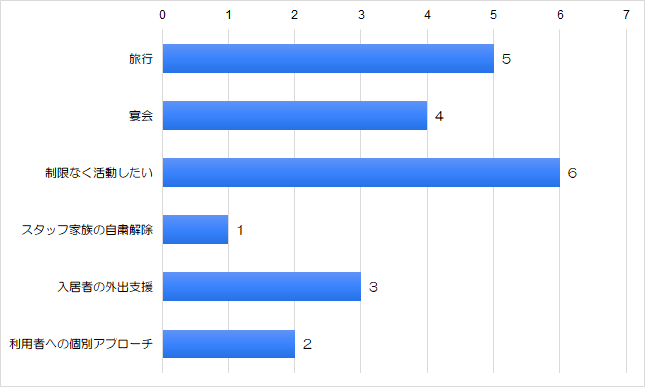 0 1 2 3 4 5 6 7
旅行 5
宴会 4
制限なく活動したい 6
スタッフ家族の自粛解除 1
入居者の外出支援 3
利用者への個別アプローチ 2